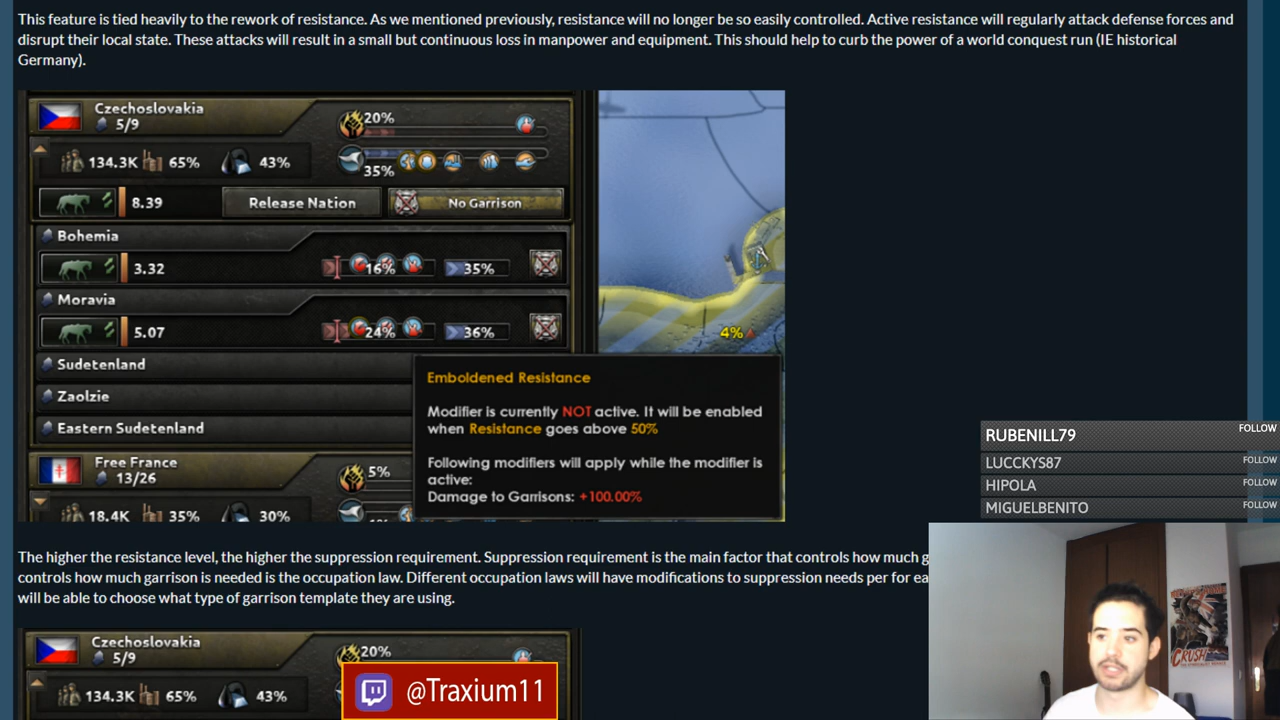 This feature is tied heavily to the rework of resistance. As we mentioned previously, resistance will no longer be so easily controlled. Active resistance will regularly attack defense forces and
disrupt their local state. These attacks will result in a small but continuous loss in manpower and equipment. This should help to curb the power of a world conquest run (IE historical
Germany).
Czechoslovakia
5/9
20%
134.3K 65% 43%
35%
8.39 Release Nation No Garrison
Bohemia
3.32 16% 35%
Moravia
5.07 24% 36%
4%
Sudetenland
Zaolzie
Eastern Sudetenland
Emboldened Resistance
Modifier is currently NOT active. It will be enabled
when Resistance goes above 50%
Following modifiers will apply while the modifier is
active:
Damage to Garrisons: +100.00%
Free France
13/26
5%
18.4K 35% 30%
RUBENILL79 FOLLOW
LUCCKYS87 FOLLOW
HIPOLA FOLLOW
MIGUELBENITO FOLLOW
The higher the resistance level, the higher the suppression requirement. Suppression requirement is the main factor that controls how much g
controls how much garrison is needed is the occupation law. Different occupation laws will have modifications to suppression needs per for ea
will be able to choose what type of garrison template they are using.
Czechoslovakia
5/9
20%
134.3K 65% 43%
@Traxium11
CRUSH